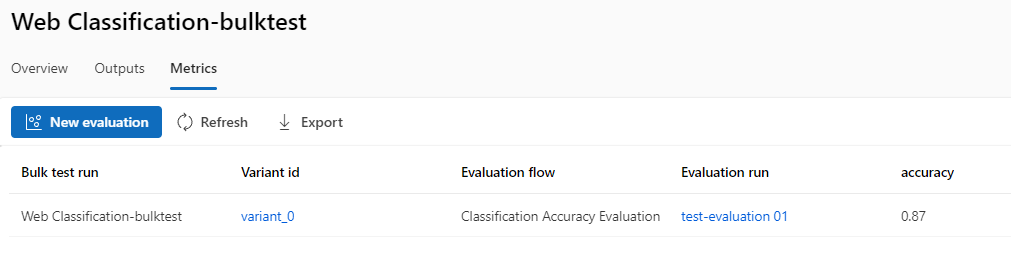 Web Classification-bulktest
Overview Outputs Metrics
New evaluation Refresh Export
Bulk test run Variant id Evaluation flow Evaluation run accuracy
Web Classification-bulktest variant_0 Classification Accuracy Evaluation test-evaluation 01 0.87